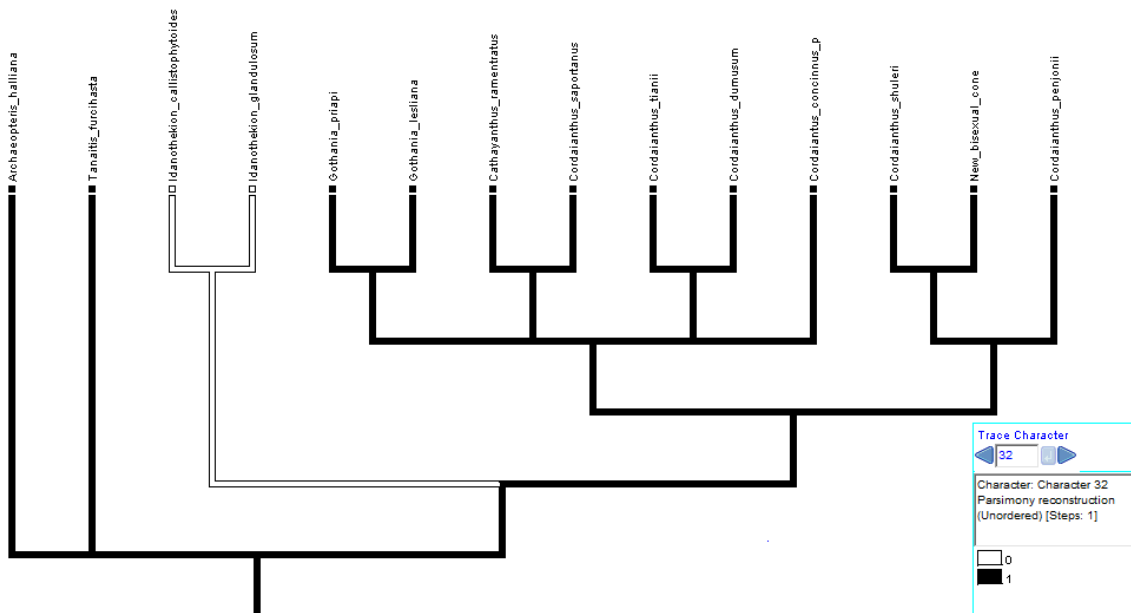 Archaeopteris_halliana
Tanaitis_furcihasta
Idanothekion_callistophytoides
Idanothekion_glandulosum
Gothania_priapi
Gothania_lesliana
Cathayanthus_ramentratus
Cordaianthus_saportanus
Cordaianthus_tianii
Cordaianthus_dumusum
Cordaiantus_concinnus_p
Cordaianthus_shuleri
New_bisexual_cone
Cordaianthus_penjonii
Trace Character
32
Character: Character 32
Parsimony reconstruction
(Unordered) [Steps: 1]
0
1